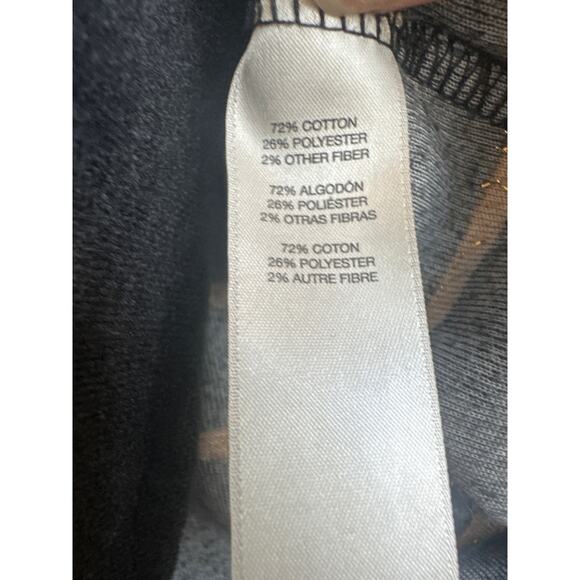 72% COTTON
26% POLYESTER
2% OTHER FIBER
72% ALGODÓN
26% POLIÉSTER
2% OTRAS FIBRAS
72% COTON
26% POLYESTER
2% AUTRE FIBRE